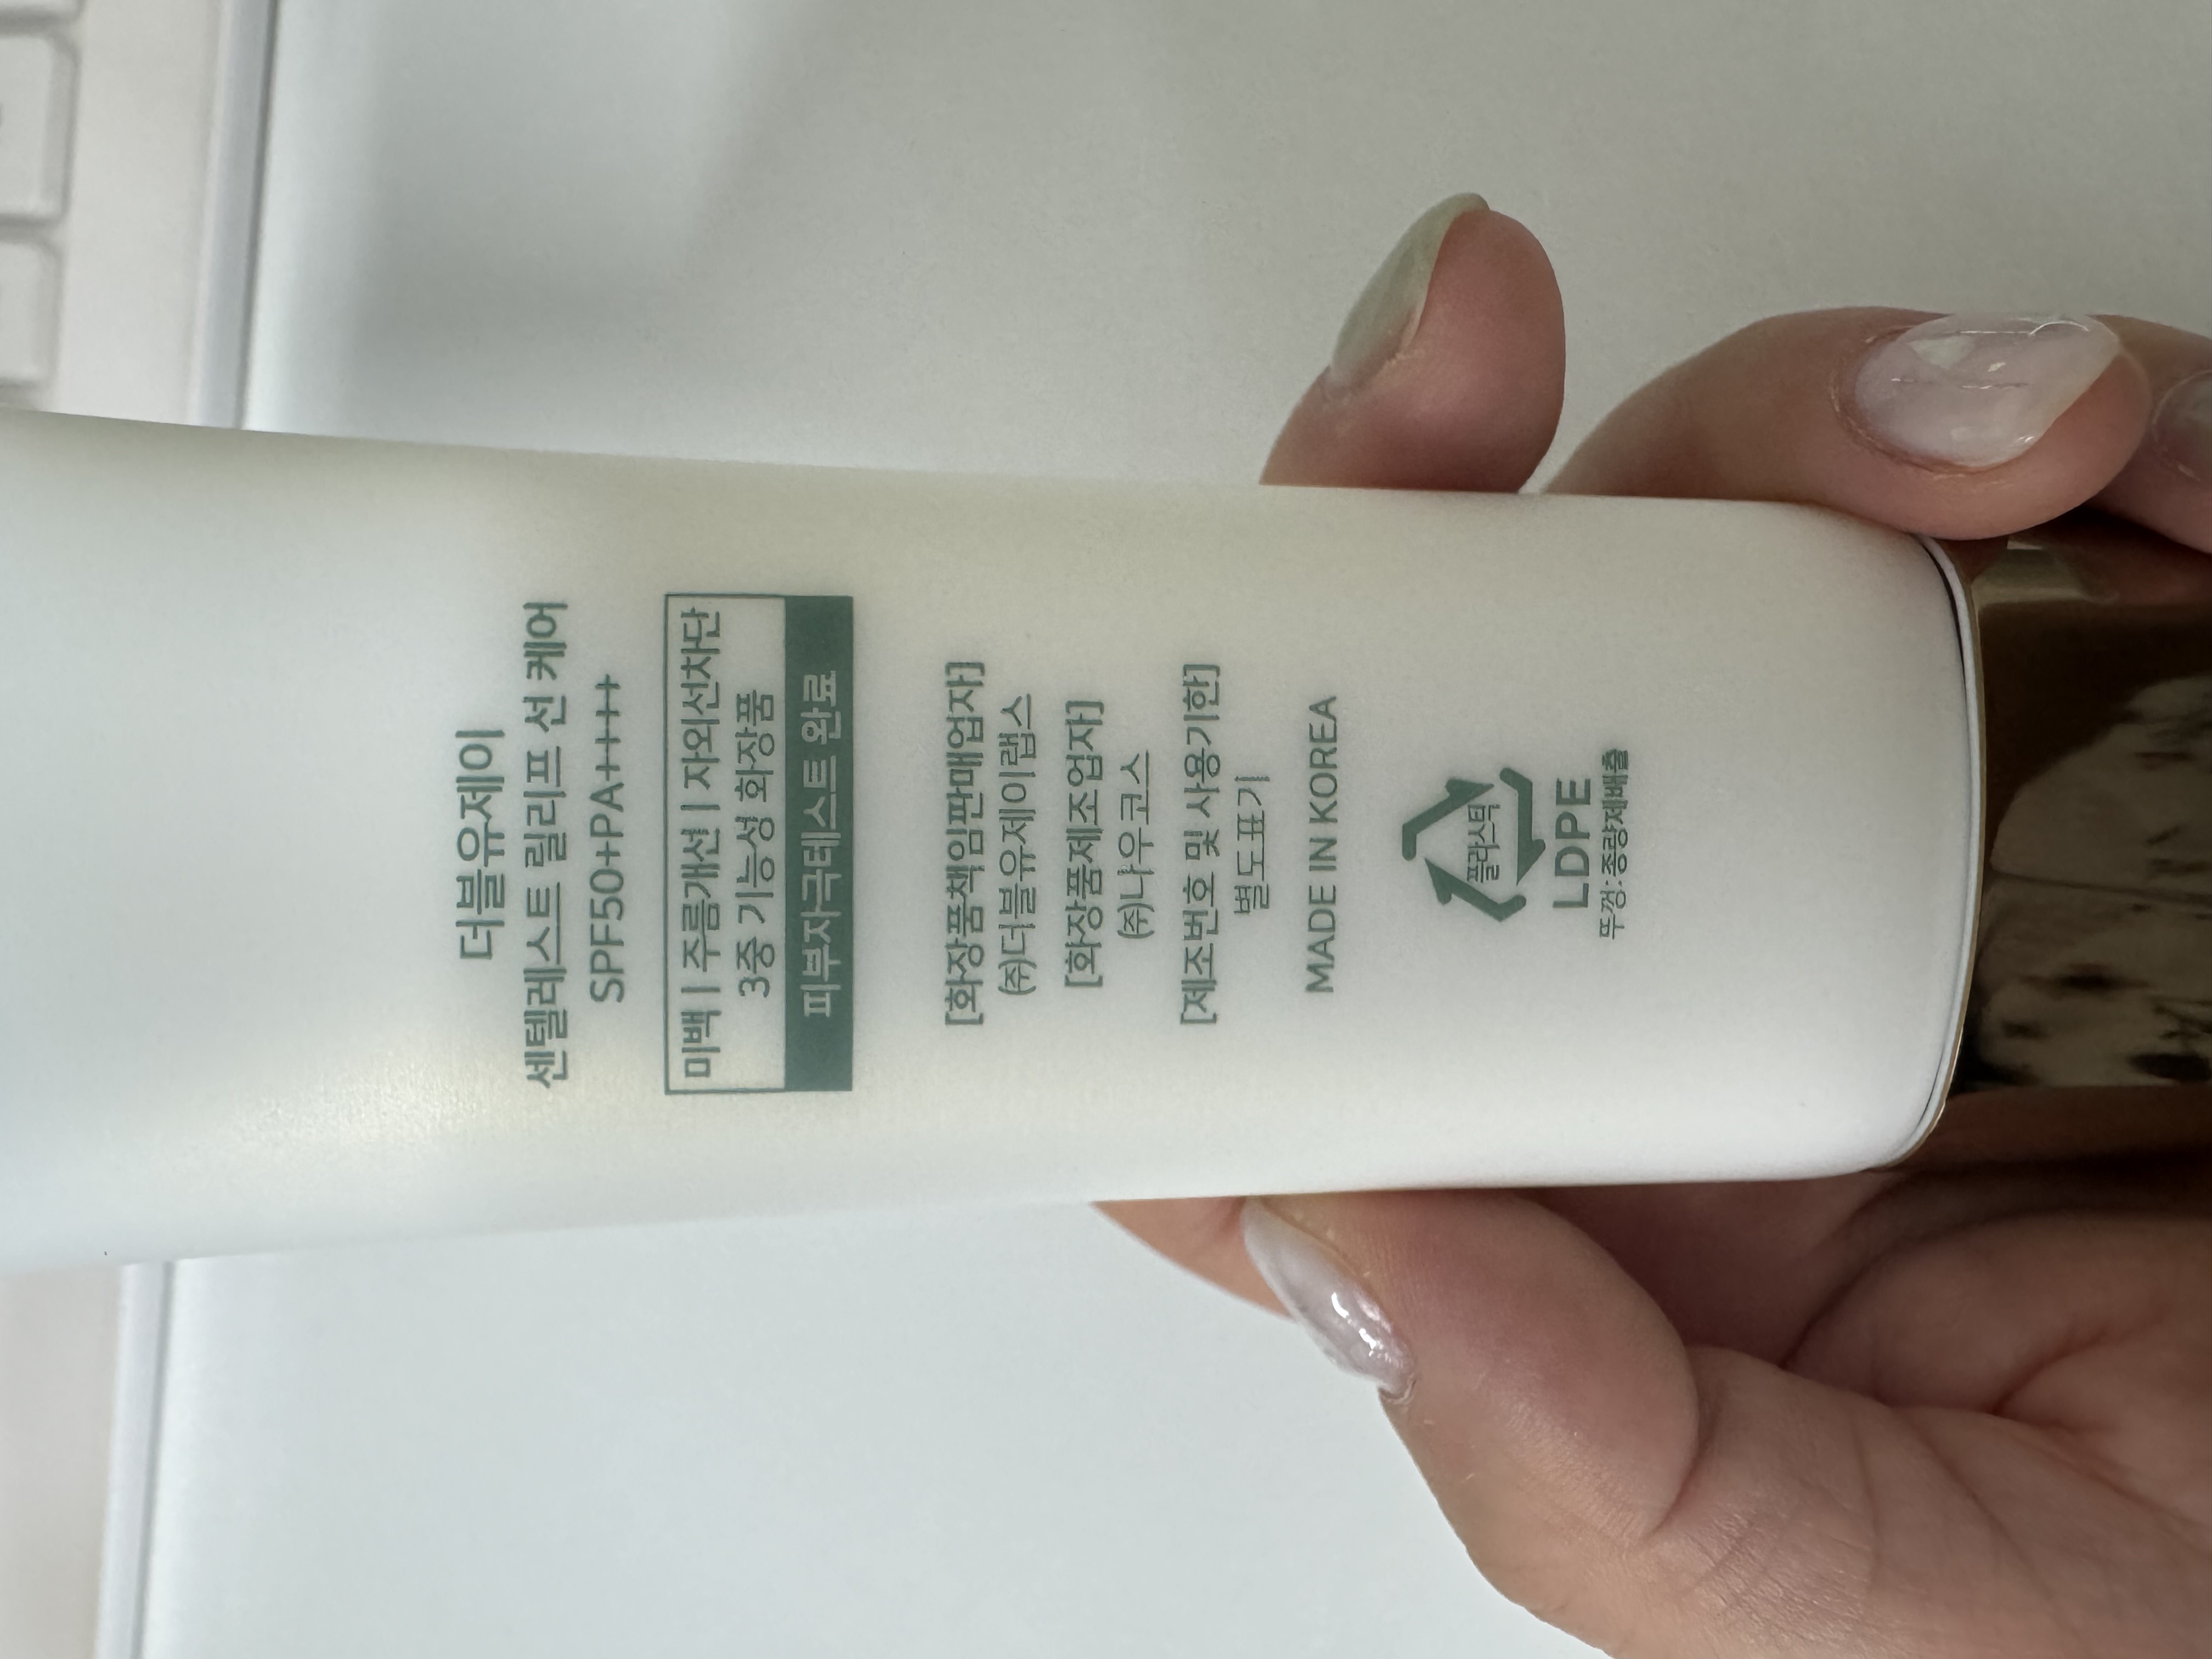 더블유제이
센텔레스트 릴리프 선 케어
SPF50+PA++++
미백 | 주름개선 | 자외선차단
3중 기능성 화장품
피부자극테스트 완료
[화장품책임판매업자]
㈜더블유제이랩스
[화장품제조업자]
㈜나우코스
[제조번호 및 사용기한]
별도표기
MADE IN KOREA
플라스틱
LDPE
뚜껑:종량제배출